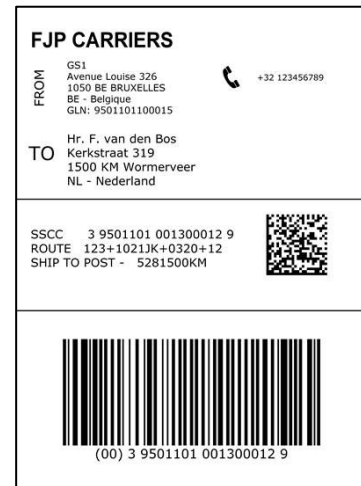 FJP CARRIERS
FROM
GS1
Avenue Louise 326
1050 BE BRUXELLES
BE - Belgique
GLN: 9501101100015
+32 123456789
TO
Hr. F. van den Bos
Kerkstraat 319
1500 KM Wormerveer
NL - Nederland
SSCC 3 9501101 001300012 9
ROUTE 123+1021JK+0320+12
SHIP TO POST - 5281500KM
(00) 3 9501101 001300012 9